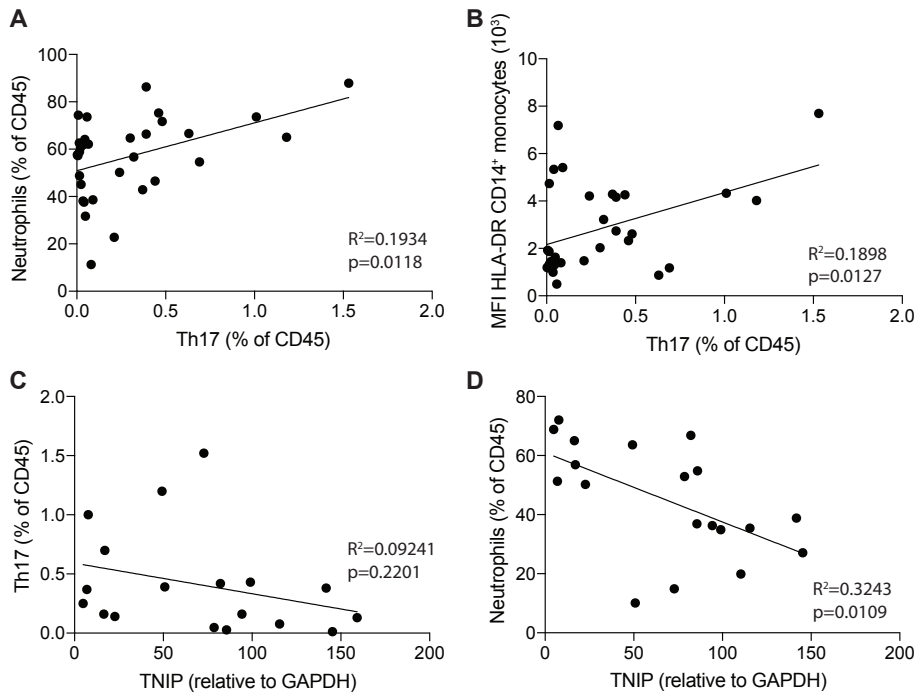 A
Neutrophils (% of CD45)
100
80
60
40
20
0
0.0 0.5 1.0 1.5 2.0
Th17 (% of CD45)
R²=0.1934
p=0.0118
B
MFI HLA-DR CD14⁺ monocytes (10³)
10
8
6
4
2
0
0.0 0.5 1.0 1.5 2.0
Th17 (% of CD45)
R²=0.1898
p=0.0127
C
Th17 (% of CD45)
2.0
1.5
1.0
0.5
0.0
0 50 100 150 200
TNIP (relative to GAPDH)
R²=0.09241
p=0.2201
D
Neutrophils (% of CD45)
80
60
40
20
0
0 50 100 150 200
TNIP (relative to GAPDH)
R²=0.3243
p=0.0109